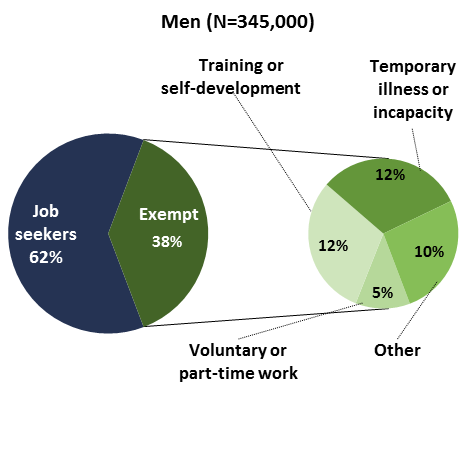 Men (N=345,000)
Training or
self-development
Temporary
illness or
incapacity
Job
seekers
62%
Exempt
38%
12%
12%
10%
5%
Voluntary or
part-time work
Other